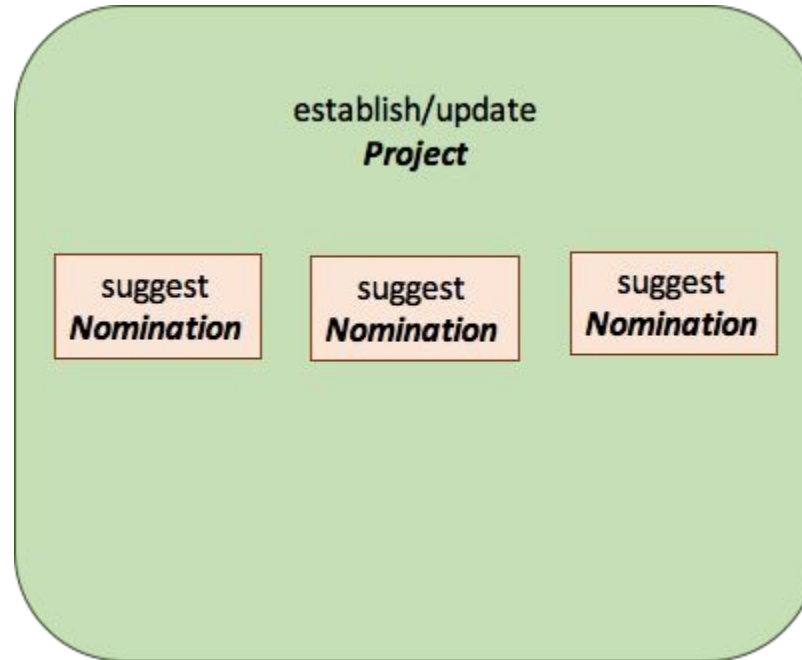 establish/update
Project
suggest
Nomination
suggest
Nomination
suggest
Nomination